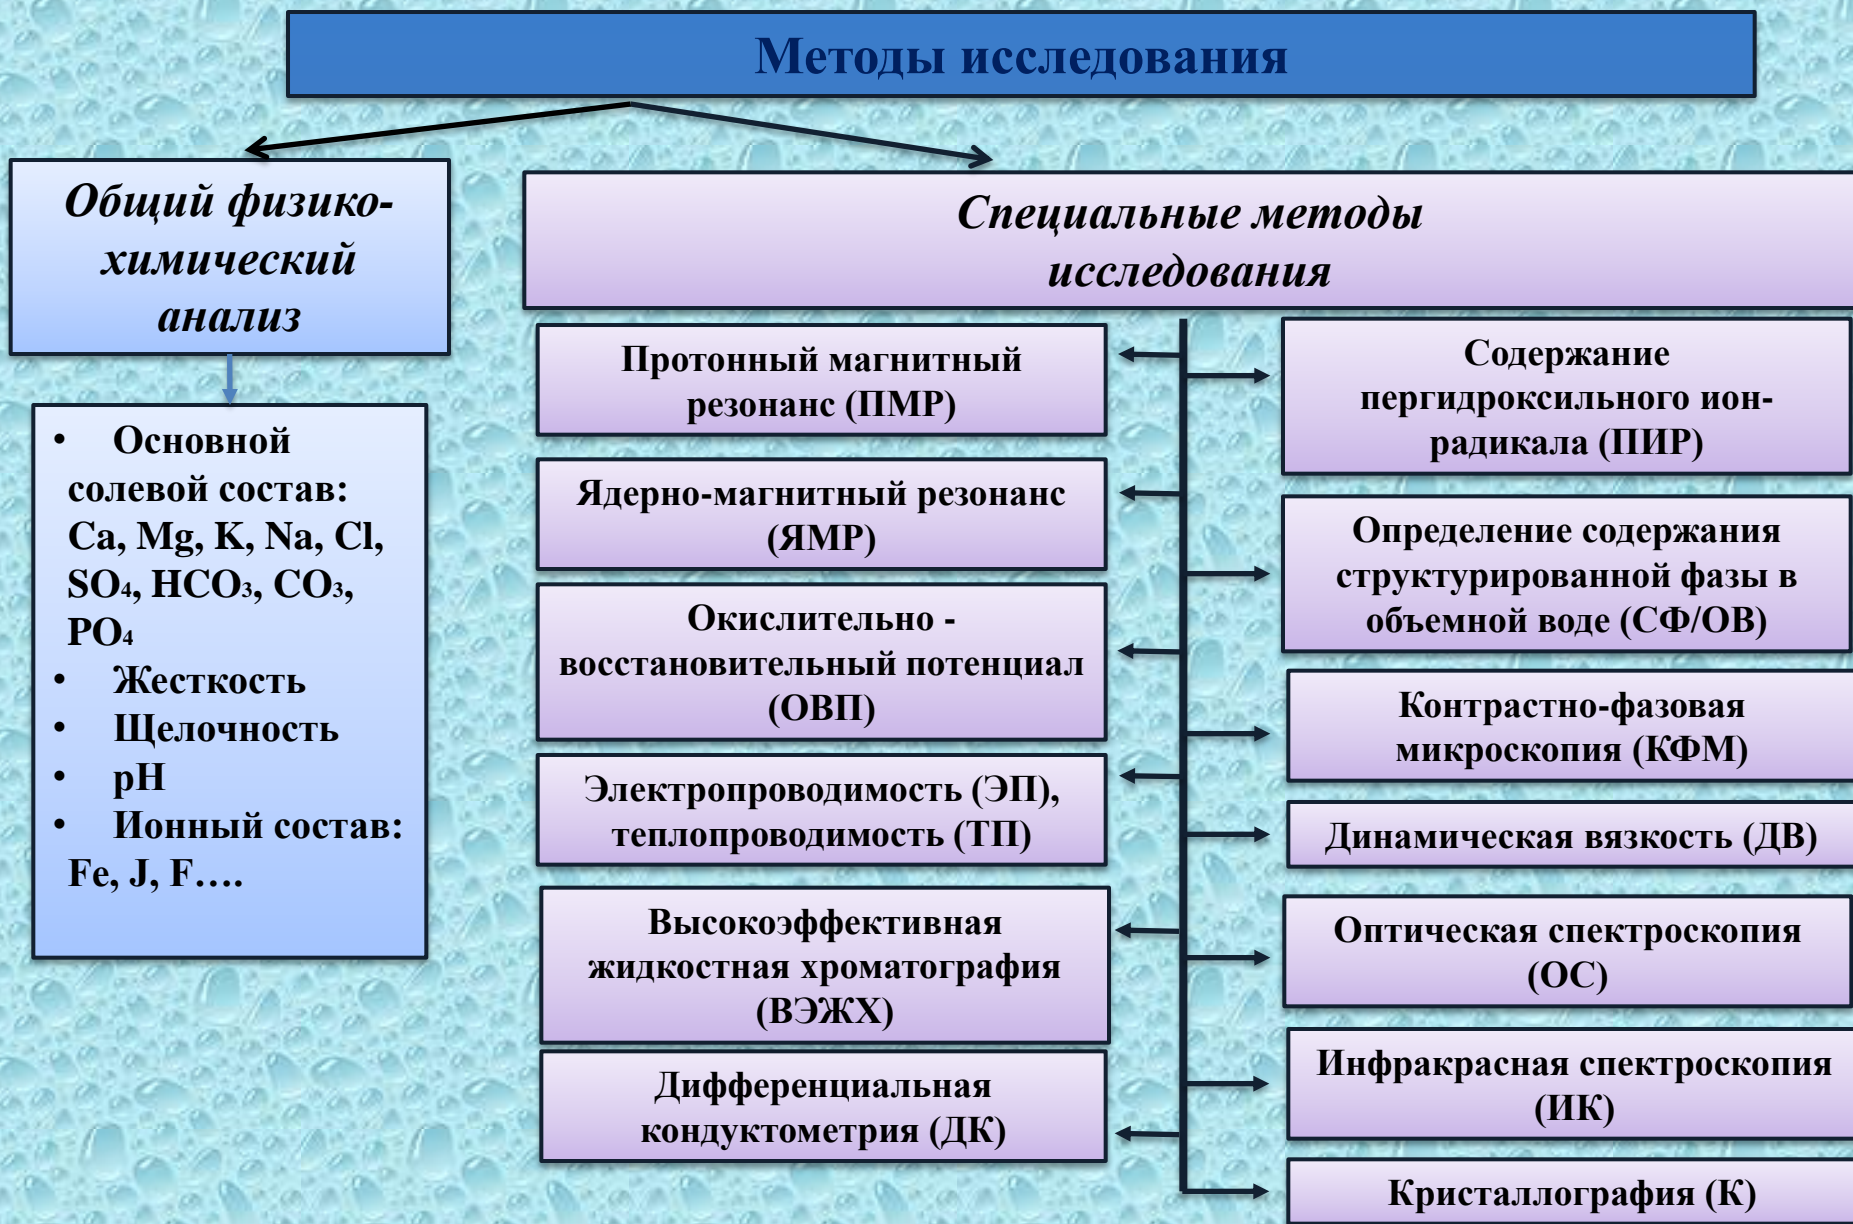 Методы исследования
Общий физико-
химический
анализ
• Основной
солевой состав:
Ca, Mg, K, Na, Cl,
SO₄, HCO₃, CO₃,
PO₄
• Жесткость
• Щелочность
• pH
• Ионный состав:
Fe, J, F….
Специальные методы
исследования
Протонный магнитный
резонанс (ПМР)
Ядерно-магнитный резонанс
(ЯМР)
Окислительно -
восстановительный потенциал
(ОВП)
Электропроводимость (ЭП),
теплопроводимость (ТП)
Высокоэффективная
жидкостная хроматография
(ВЭЖХ)
Дифференциальная
кондуктометрия (ДК)
Содержание
пергидроксильного ион-
радикала (ПИР)
Определение содержания
структурированной фазы в
объемной воде (СФ/ОВ)
Контрастно-фазовая
микроскопия (КФМ)
Динамическая вязкость (ДВ)
Оптическая спектроскопия
(ОС)
Инфракрасная спектроскопия
(ИК)
Кристаллография (К)